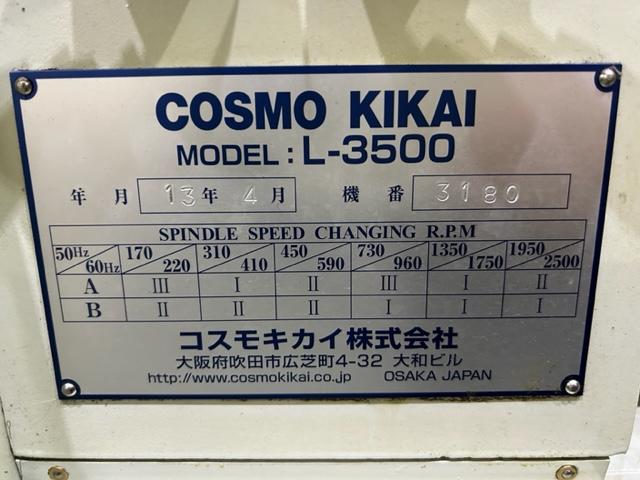 COSMO KIKAI
MODEL : L-3500
年 月 13年 4月 機 番 3180
SPINDLE SPEED CHANGING R.P.M
50Hz 60Hz 170 220 310 410 450 590 730 960 1350 1750 1950 2500
A III I II III I II
B II II II I I I
コスモキカイ株式会社
大阪府吹田市広芝町4-32 大和ビル
http://www.cosmokikai.co.jp OSAKA JAPAN